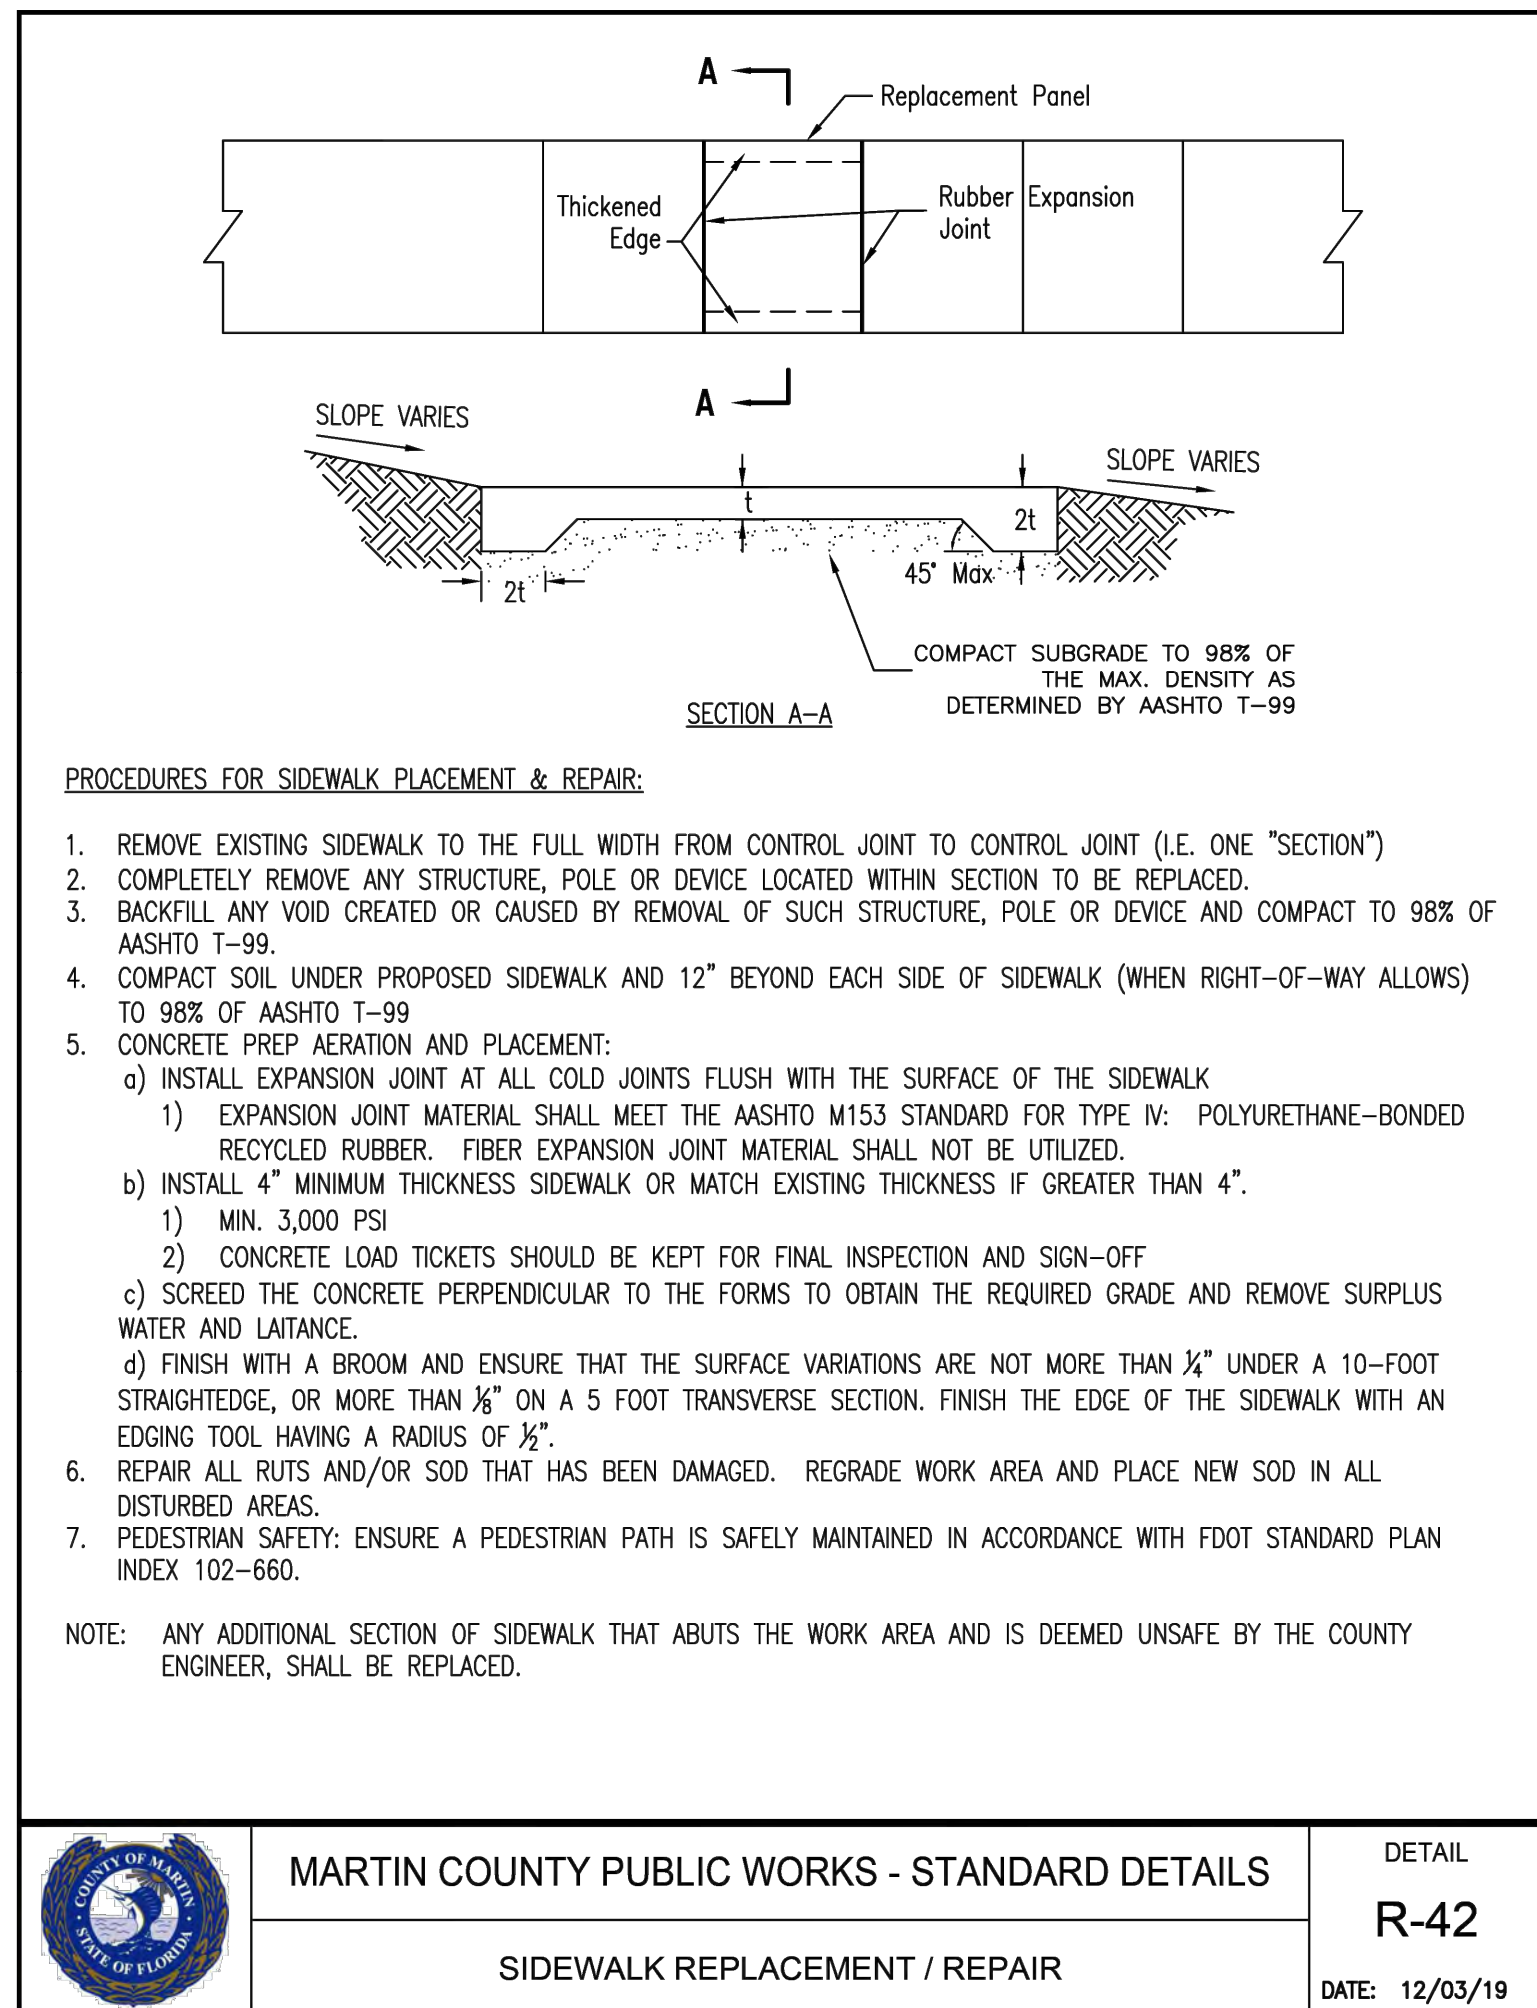 A
Replacement Panel
Thickened
Edge
Rubber Expansion
Joint
A
SLOPE VARIES
SLOPE VARIES
t
2t
45° Max
2t
COMPACT SUBGRADE TO 98% OF
THE MAX. DENSITY AS
DETERMINED BY AASHTO T-99
SECTION A-A
PROCEDURES FOR SIDEWALK PLACEMENT & REPAIR:
1. REMOVE EXISTING SIDEWALK TO THE FULL WIDTH FROM CONTROL JOINT TO CONTROL JOINT (I.E. ONE "SECTION")
2. COMPLETELY REMOVE ANY STRUCTURE, POLE OR DEVICE LOCATED WITHIN SECTION TO BE REPLACED.
3. BACKFILL ANY VOID CREATED OR CAUSED BY REMOVAL OF SUCH STRUCTURE, POLE OR DEVICE AND COMPACT TO 98% OF
AASHTO T-99.
4. COMPACT SOIL UNDER PROPOSED SIDEWALK AND 12" BEYOND EACH SIDE OF SIDEWALK (WHEN RIGHT-OF-WAY ALLOWS)
TO 98% OF AASHTO T-99
5. CONCRETE PREP AERATION AND PLACEMENT:
a) INSTALL EXPANSION JOINT AT ALL COLD JOINTS FLUSH WITH THE SURFACE OF THE SIDEWALK
1) EXPANSION JOINT MATERIAL SHALL MEET THE AASHTO M153 STANDARD FOR TYPE IV: POLYURETHANE-BONDED
RECYCLED RUBBER. FIBER EXPANSION JOINT MATERIAL SHALL NOT BE UTILIZED.
b) INSTALL 4" MINIMUM THICKNESS SIDEWALK OR MATCH EXISTING THICKNESS IF GREATER THAN 4".
1) MIN. 3,000 PSI
2) CONCRETE LOAD TICKETS SHOULD BE KEPT FOR FINAL INSPECTION AND SIGN-OFF
c) SCREED THE CONCRETE PERPENDICULAR TO THE FORMS TO OBTAIN THE REQUIRED GRADE AND REMOVE SURPLUS
WATER AND LAITANCE.
d) FINISH WITH A BROOM AND ENSURE THAT THE SURFACE VARIATIONS ARE NOT MORE THAN ¼" UNDER A 10-FOOT
STRAIGHTEDGE, OR MORE THAN ⅛" ON A 5 FOOT TRANSVERSE SECTION. FINISH THE EDGE OF THE SIDEWALK WITH AN
EDGING TOOL HAVING A RADIUS OF ½".
6. REPAIR ALL RUTS AND/OR SOD THAT HAS BEEN DAMAGED. REGRADE WORK AREA AND PLACE NEW SOD IN ALL
DISTURBED AREAS.
7. PEDESTRIAN SAFETY: ENSURE A PEDESTRIAN PATH IS SAFELY MAINTAINED IN ACCORDANCE WITH FDOT STANDARD PLAN
INDEX 102-660.
NOTE: ANY ADDITIONAL SECTION OF SIDEWALK THAT ABUTS THE WORK AREA AND IS DEEMED UNSAFE BY THE COUNTY
ENGINEER, SHALL BE REPLACED.
COUNTY OF MARTIN
STATE OF FLORIDA
MARTIN COUNTY PUBLIC WORKS - STANDARD DETAILS
SIDEWALK REPLACEMENT / REPAIR
DETAIL
R-42
DATE: 12/03/19